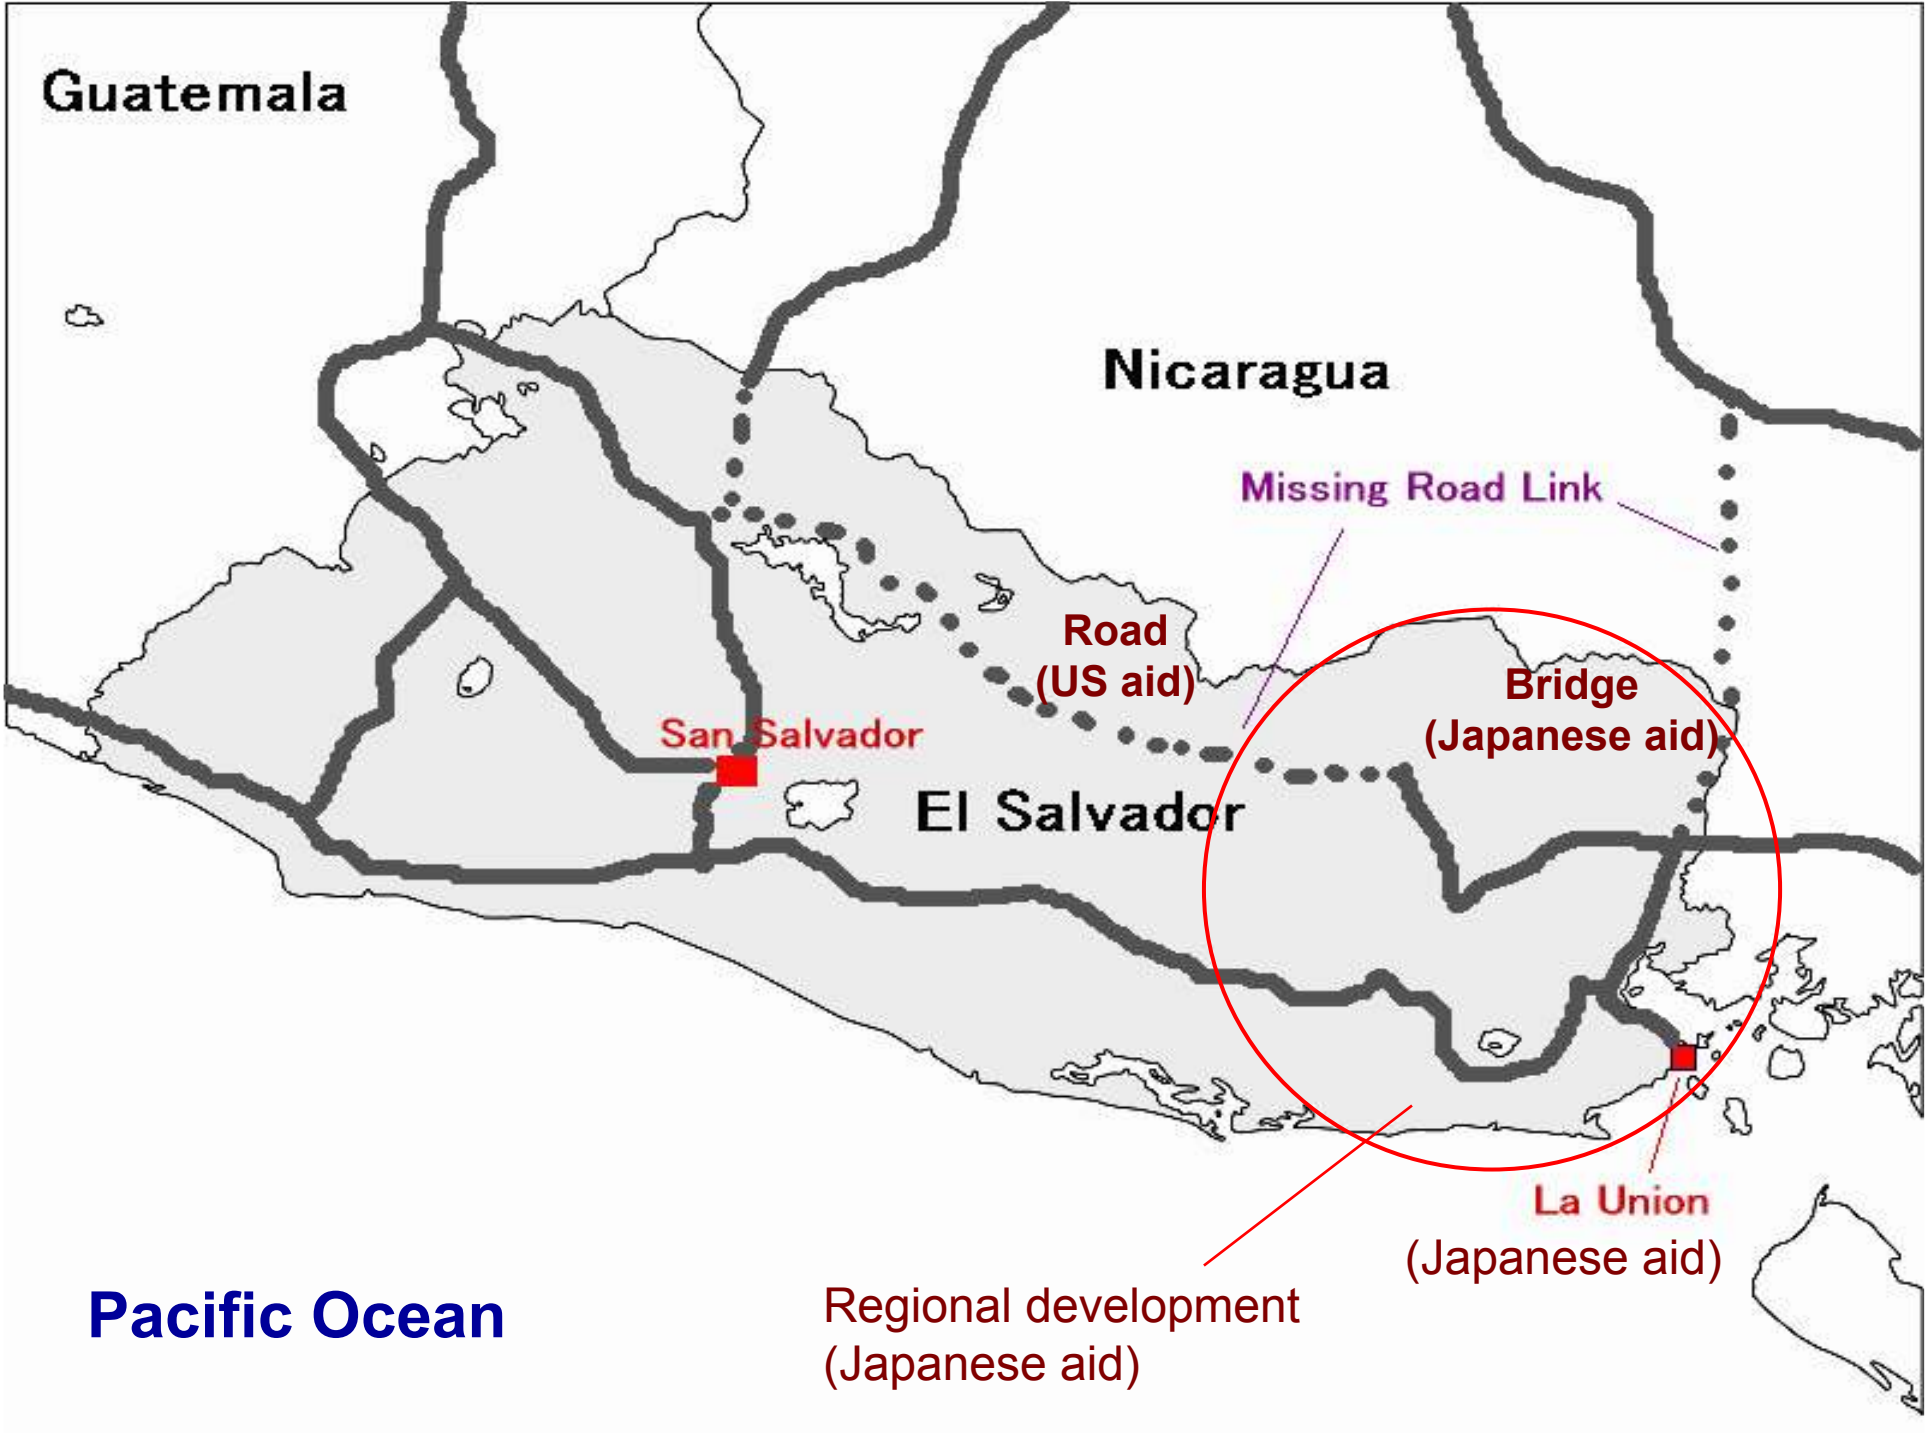 Guatemala
Nicaragua
Missing Road Link
Road
(US aid)
Bridge
(Japanese aid)
San Salvador
El Salvador
La Union
(Japanese aid)
Regional development
(Japanese aid)
Pacific Ocean